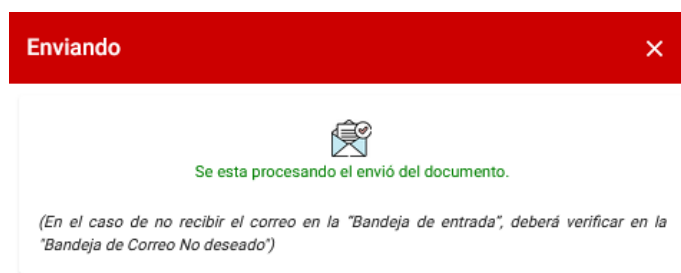 Enviando
Se esta procesando el envió del documento.
(En el caso de no recibir el correo en la "Bandeja de entrada", deberá verificar en la
"Bandeja de Correo No deseado")